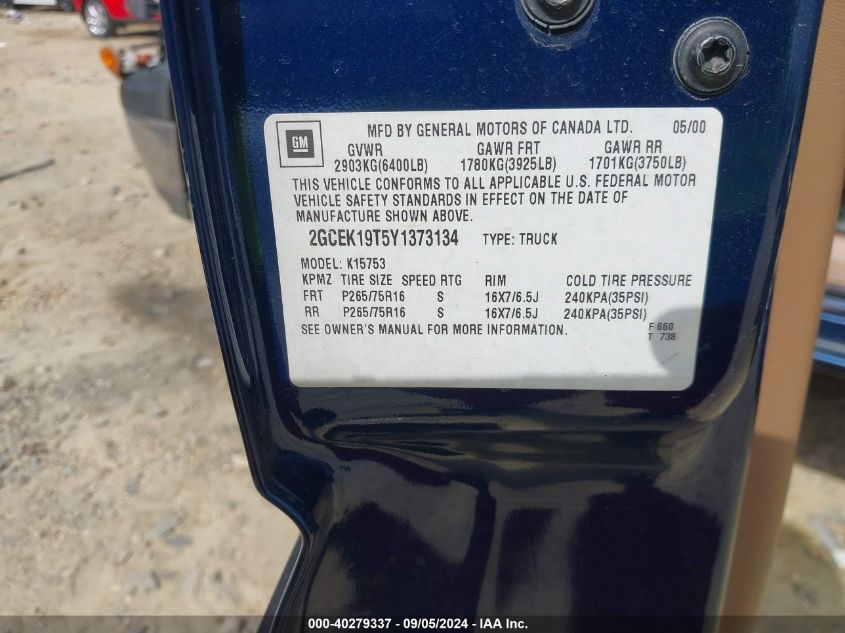 GM
MFD BY GENERAL MOTORS OF CANADA LTD. 05/00
GVWR GAWR FRT GAWR RR
2903KG(6400LB) 1780KG(3925LB) 1701KG(3750LB)
THIS VEHICLE CONFORMS TO ALL APPLICABLE U.S. FEDERAL MOTOR
VEHICLE SAFETY STANDARDS IN EFFECT ON THE DATE OF
MANUFACTURE SHOWN ABOVE.
2GCEK19T5Y1373134 TYPE: TRUCK
MODEL: K15753
KPMZ TIRE SIZE SPEED RTG RIM COLD TIRE PRESSURE
FRT P265/75R16 S 16X7/6.5J 240KPA(35PSI)
RR P265/75R16 S 16X7/6.5J 240KPA(35PSI)
SEE OWNER'S MANUAL FOR MORE INFORMATION.
F 660
T 738
000-40279337 - 09/05/2024 - IAA Inc.